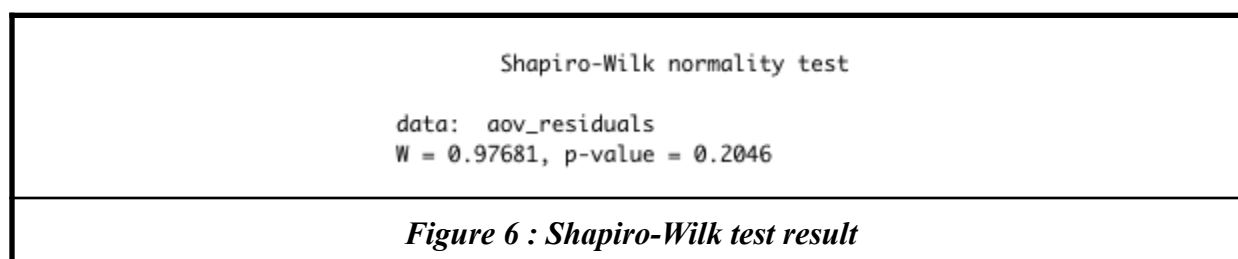 Shapiro-Wilk normality test
data:  aov_residuals
W = 0.97681, p-value = 0.2046
Figure 6 : Shapiro-Wilk test result